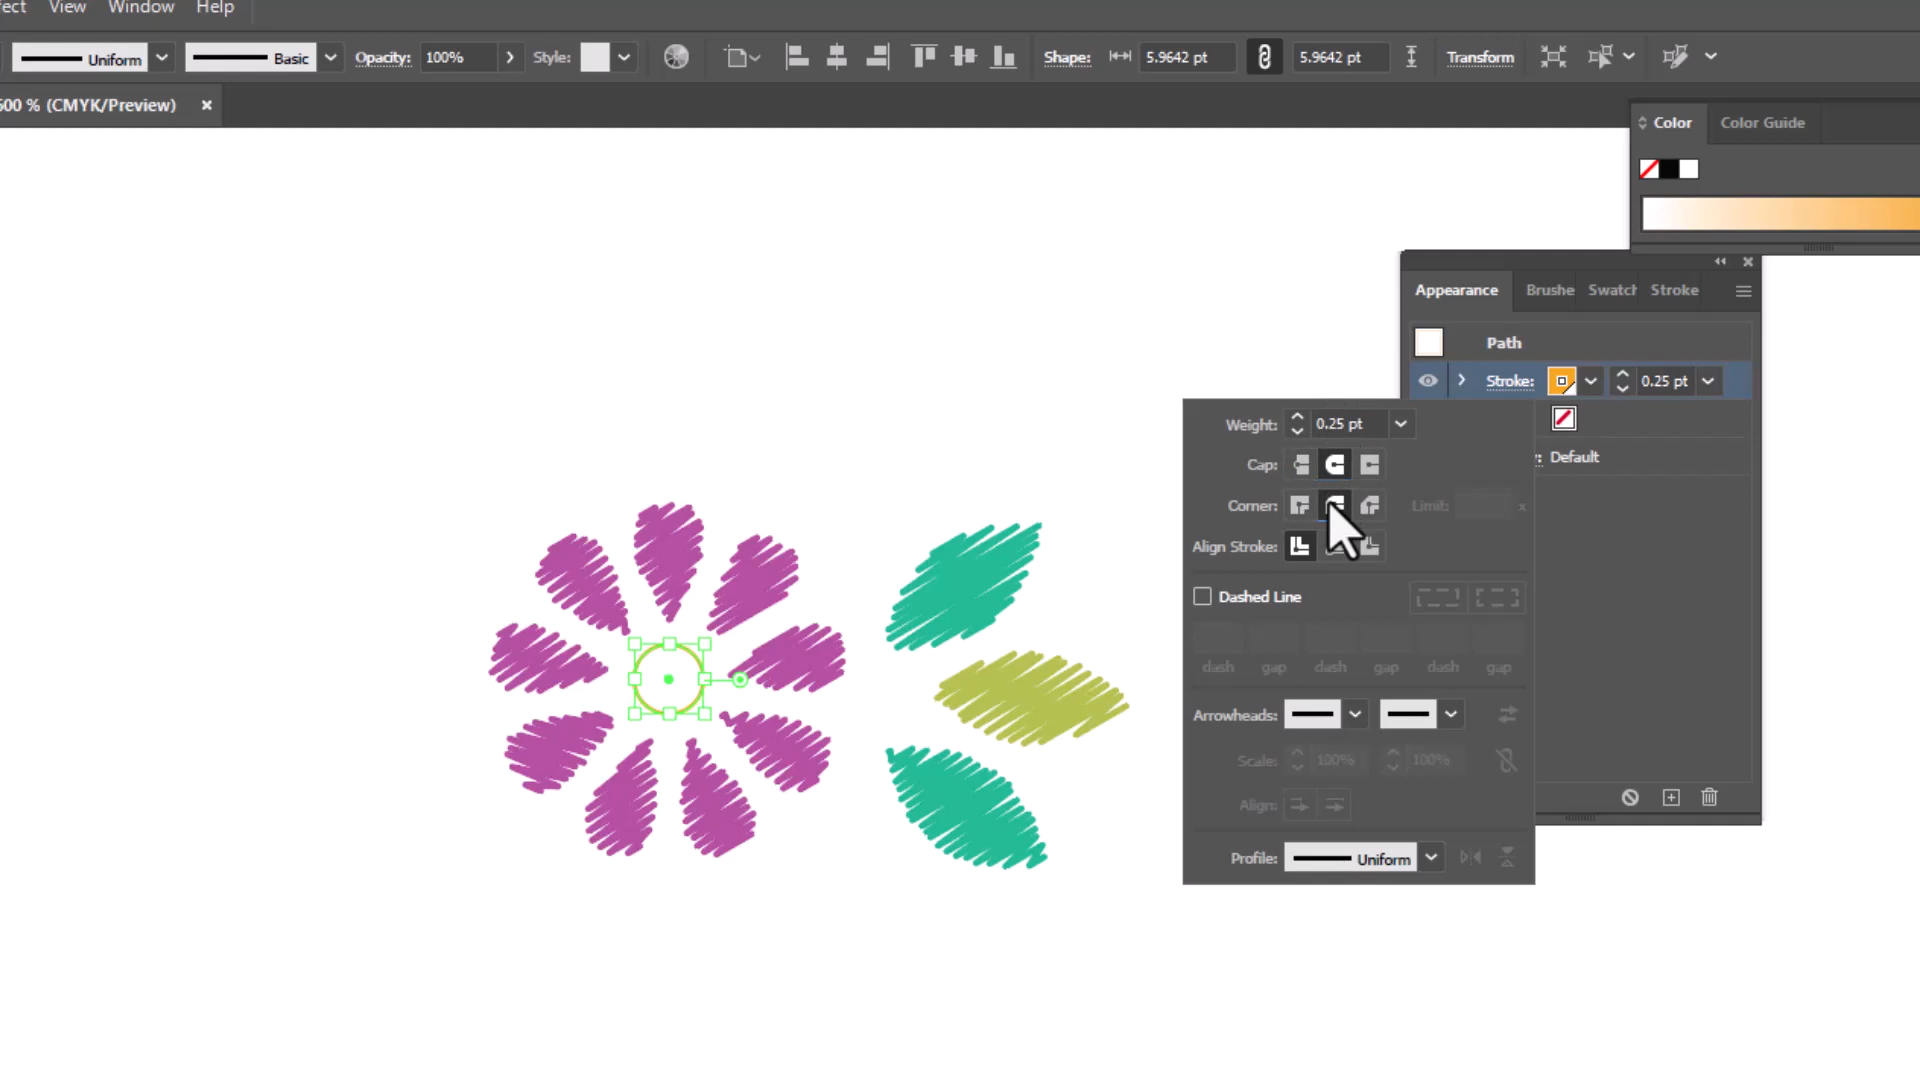 fect View Window Help
Uniform Basic Opacity: 100% Style: Shape: 5.9642 pt 5.9642 pt Transform
600 % (CMYK/Preview) ×
Color Color Guide
Appearance Brushe Swatch Stroke
Path
Stroke: 0.25 pt
Weight: 0.25 pt
Cap:
Default
Corner: Limit: x
Align Stroke:
Dashed Line
dash gap dash gap dash gap
Arrowheads:
Scale: 100% 100%
Align:
Profile: Uniform